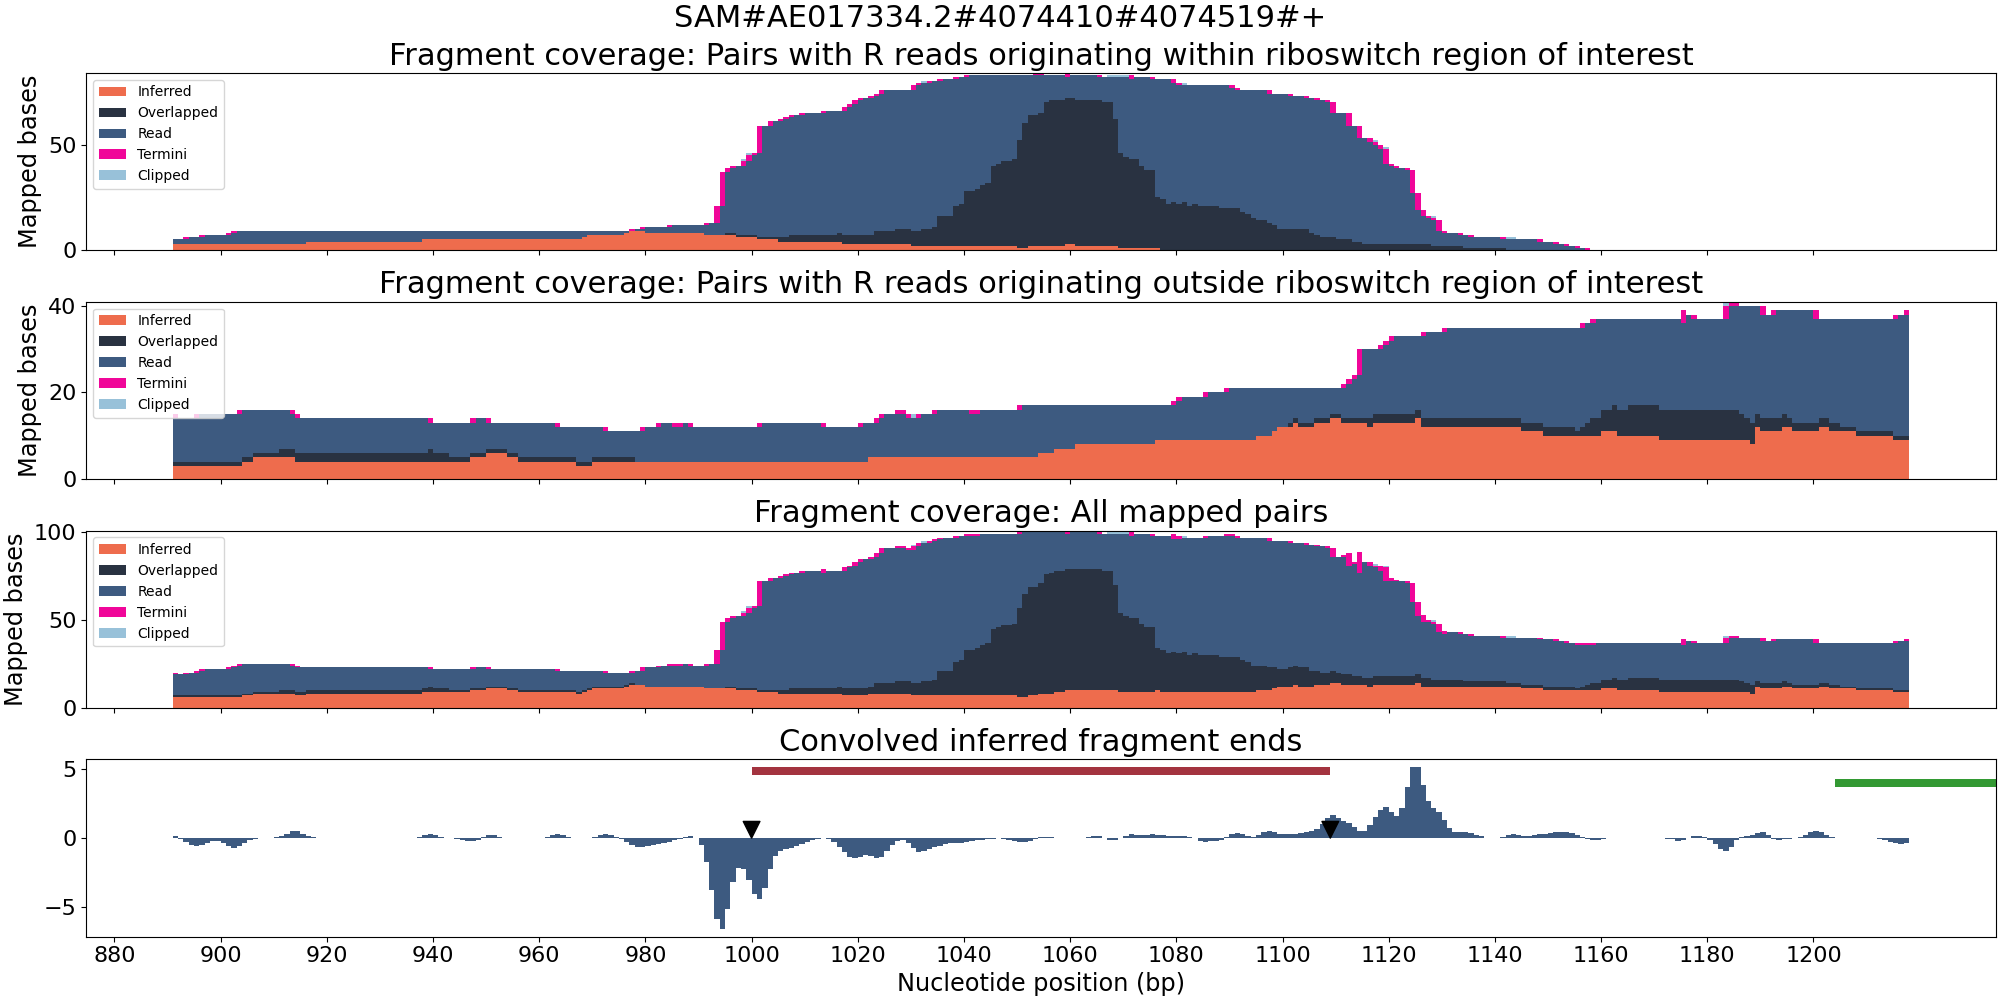 SAM#AE017334.2#4074410#4074519#+
Fragment coverage: Pairs with R reads originating within riboswitch region of interest
Mapped bases
50
0
Inferred
Overlapped
Read
Termini
Clipped
Fragment coverage: Pairs with R reads originating outside riboswitch region of interest
Mapped bases
40
20
0
Inferred
Overlapped
Read
Termini
Clipped
Fragment coverage: All mapped pairs
Mapped bases
100
50
0
Inferred
Overlapped
Read
Termini
Clipped
Convolved inferred fragment ends
5
0
−5
880 900 920 940 960 980 1000 1020 1040 1060 1080 1100 1120 1140 1160 1180 1200
Nucleotide position (bp)